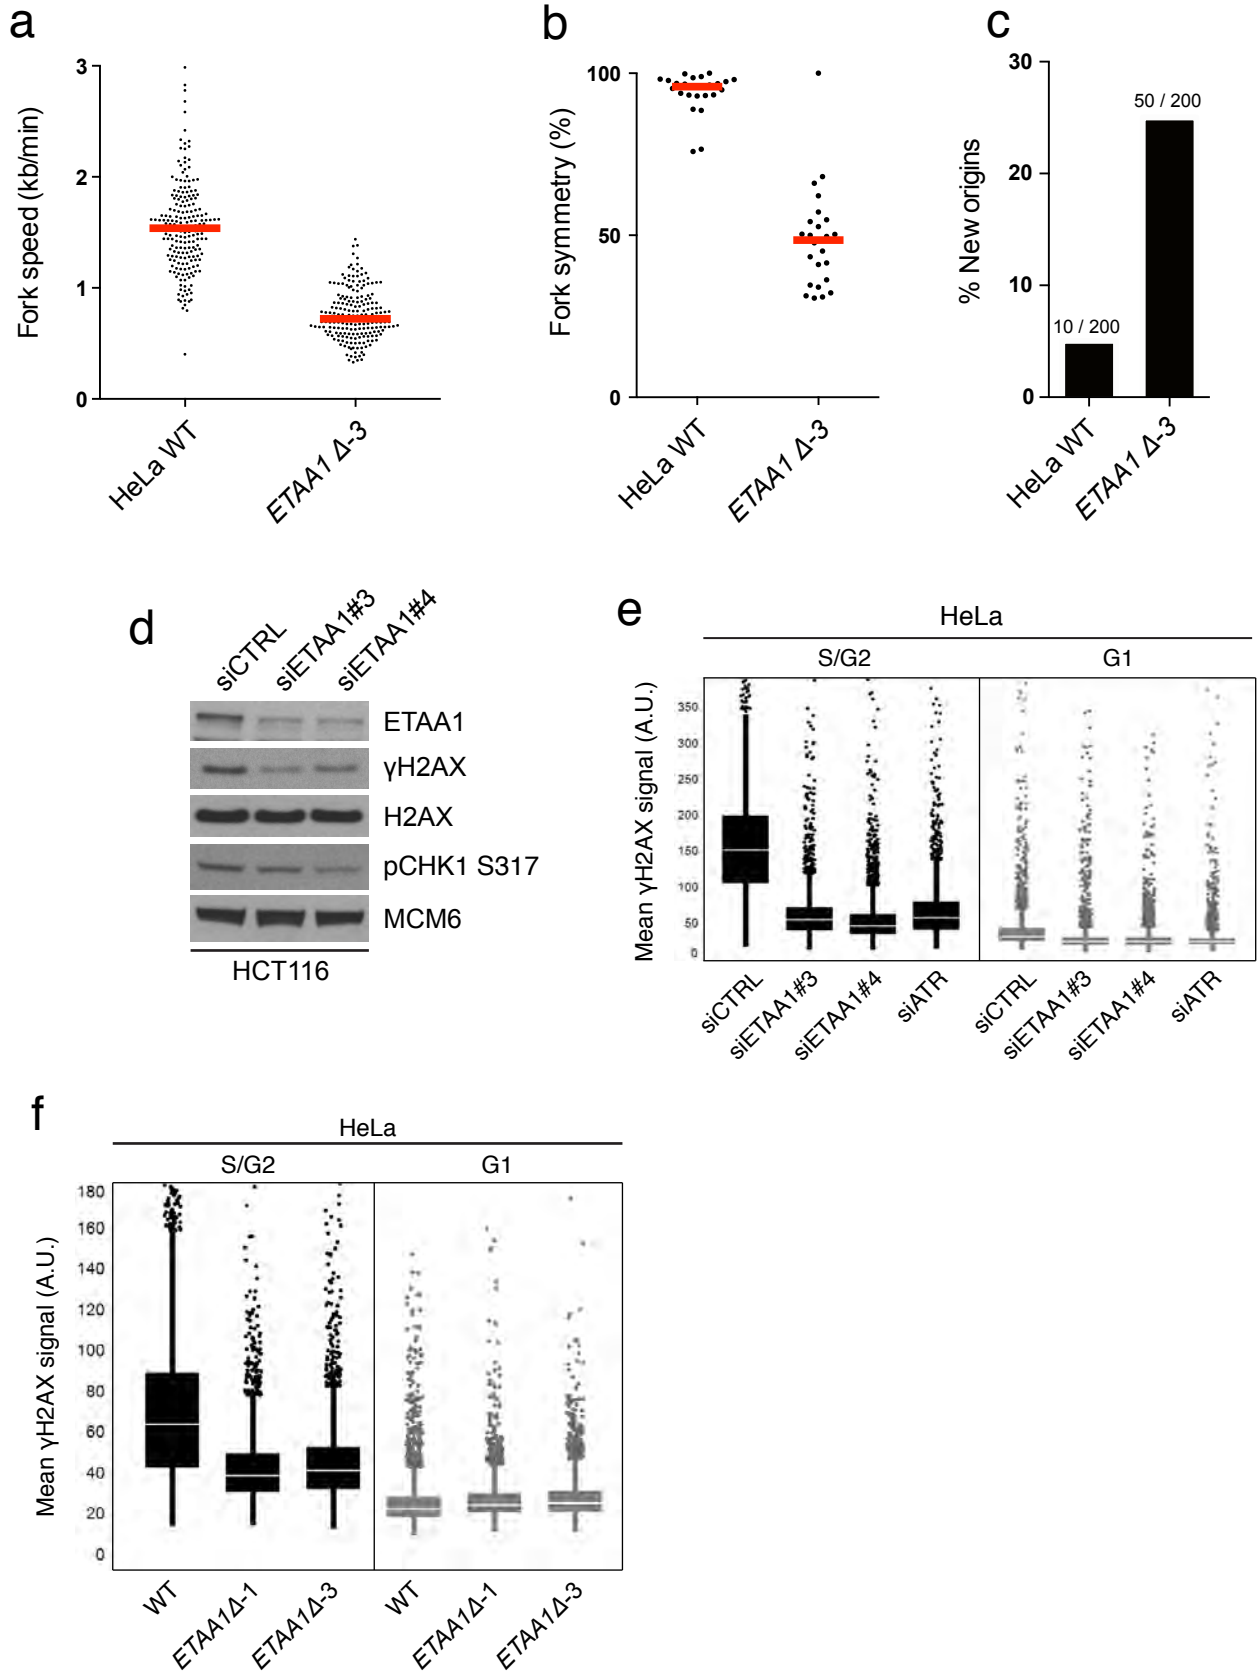 a
Fork speed (kb/min)
3
2
1
0
HeLa WT
ETAA1 Δ-3
b
Fork symmetry (%)
100
50
0
HeLa WT
ETAA1 Δ-3
c
% New origins
30
20
10
0
10 / 200
50 / 200
HeLa WT
ETAA1 Δ-3
d
siCTRL
siETAA1#3
siETAA1#4
ETAA1
γH2AX
H2AX
pCHK1 S317
MCM6
HCT116
e
HeLa
S/G2
G1
Mean γH2AX signal (A.U.)
350
300
250
200
150
100
50
0
siCTRL
siETAA1#3
siETAA1#4
siATR
siCTRL
siETAA1#3
siETAA1#4
siATR
f
HeLa
S/G2
G1
Mean γH2AX signal (A.U.)
180
160
140
120
100
80
60
40
20
0
WT
ETAA1Δ-1
ETAA1Δ-3
WT
ETAA1Δ-1
ETAA1Δ-3